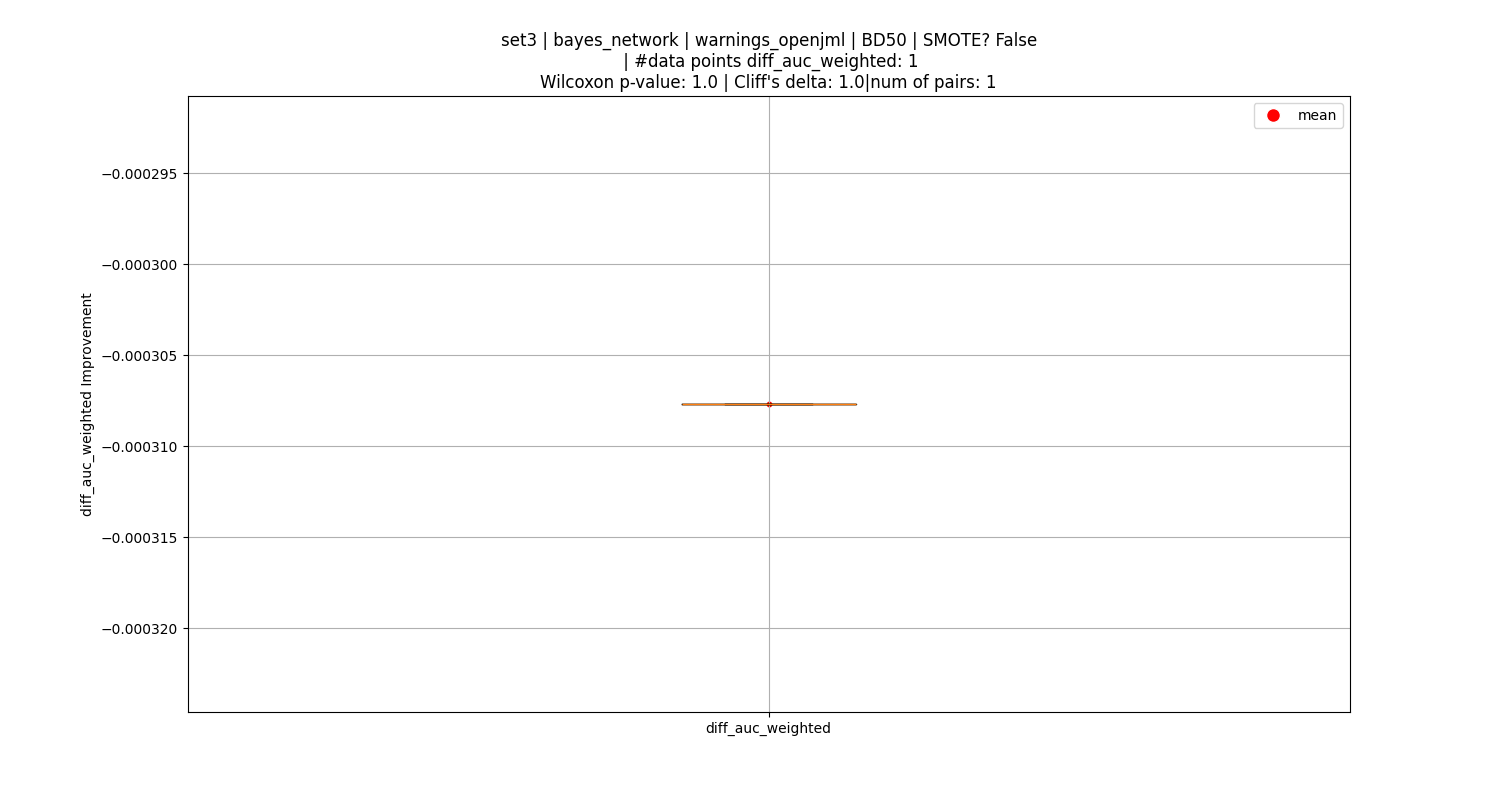 set3 | bayes_network | warnings_openjml | BD50 | SMOTE? False
| #data points diff_auc_weighted: 1
Wilcoxon p-value: 1.0 | Cliff's delta: 1.0|num of pairs: 1
mean
−0.000295
−0.000300
−0.000305
−0.000310
−0.000315
−0.000320
diff_auc_weighted Improvement
diff_auc_weighted